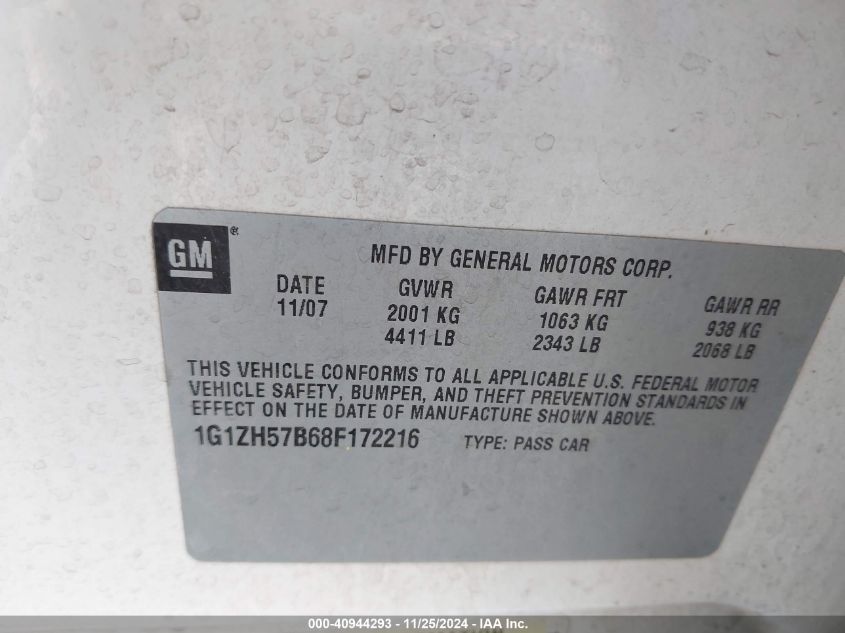 GM®
MFD BY GENERAL MOTORS CORP.
DATE GVWR GAWR FRT GAWR RR
11/07 2001 KG 1063 KG 938 KG
4411 LB 2343 LB 2068 LB
THIS VEHICLE CONFORMS TO ALL APPLICABLE U.S. FEDERAL MOTOR
VEHICLE SAFETY, BUMPER, AND THEFT PREVENTION STANDARDS IN
EFFECT ON THE DATE OF MANUFACTURE SHOWN ABOVE.
1G1ZH57B68F172216 TYPE: PASS CAR
000-40944293 - 11/25/2024 - IAA Inc.